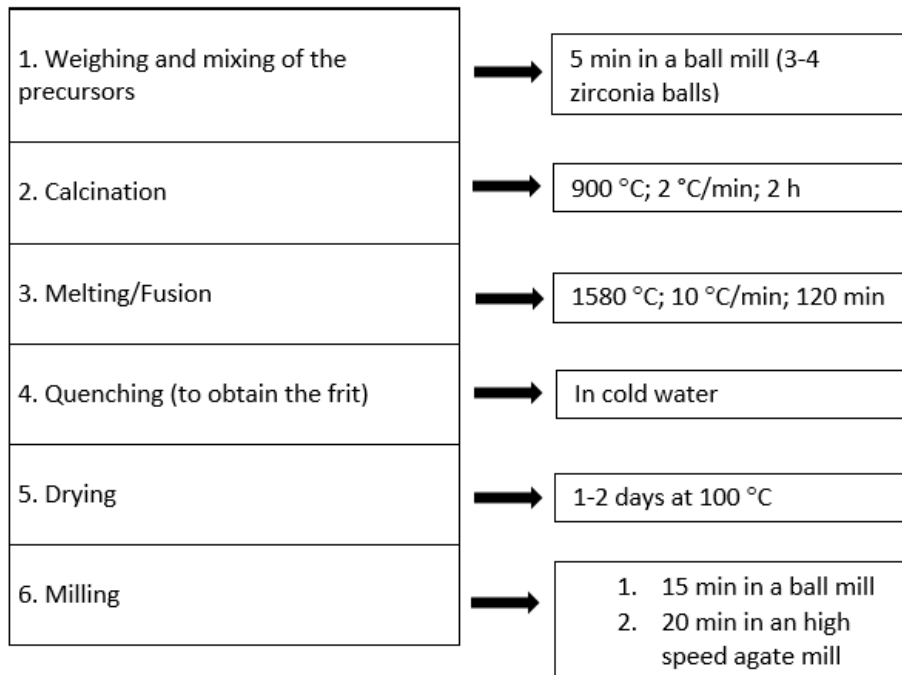 1. Weighing and mixing of the
precursors
5 min in a ball mill (3-4
zirconia balls)
2. Calcination
900 °C; 2 °C/min; 2 h
3. Melting/Fusion
1580 °C; 10 °C/min; 120 min
4. Quenching (to obtain the frit)
In cold water
5. Drying
1-2 days at 100 °C
6. Milling
1. 15 min in a ball mill
2. 20 min in an high
speed agate mill